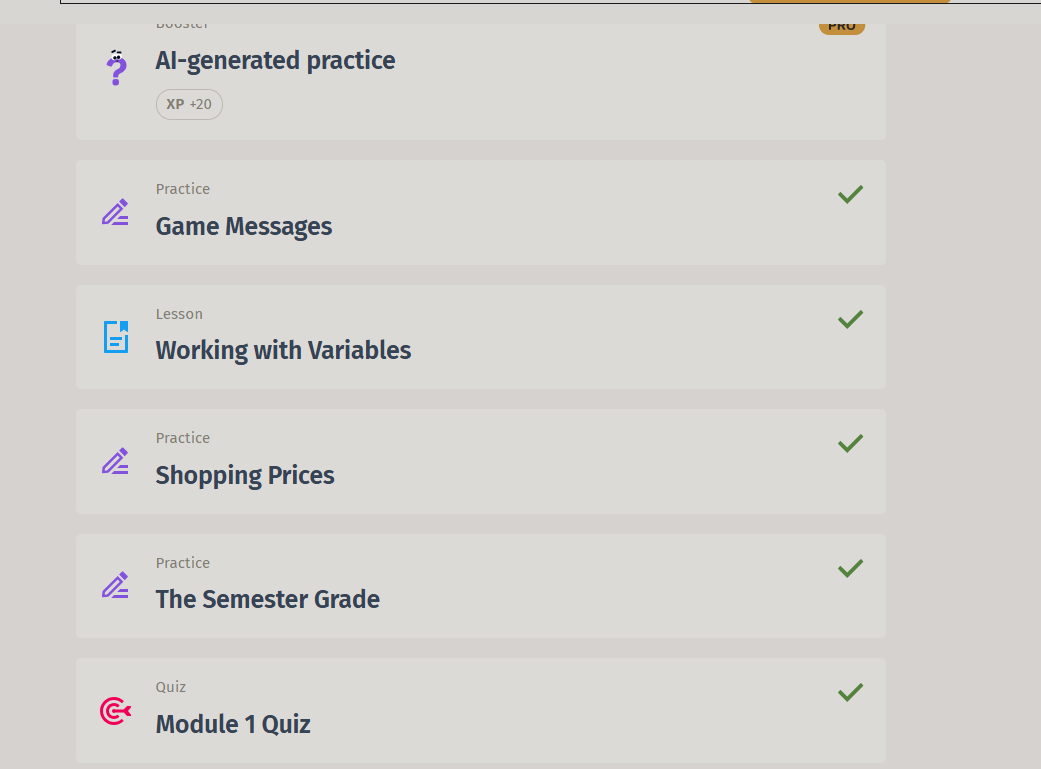 Booster
PRO
AI-generated practice
XP +20
Practice
Game Messages
Lesson
Working with Variables
Practice
Shopping Prices
Practice
The Semester Grade
Quiz
Module 1 Quiz